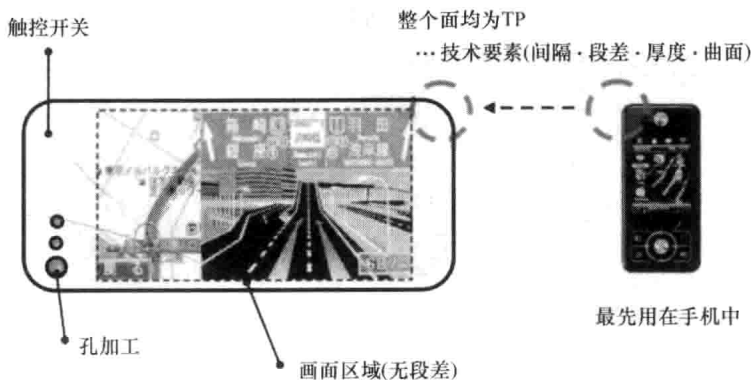 触控开关
整个面均为TP
… 技术要素(间隔·段差·厚度·曲面)
最先用在手机中
孔加工
画面区域(无段差)